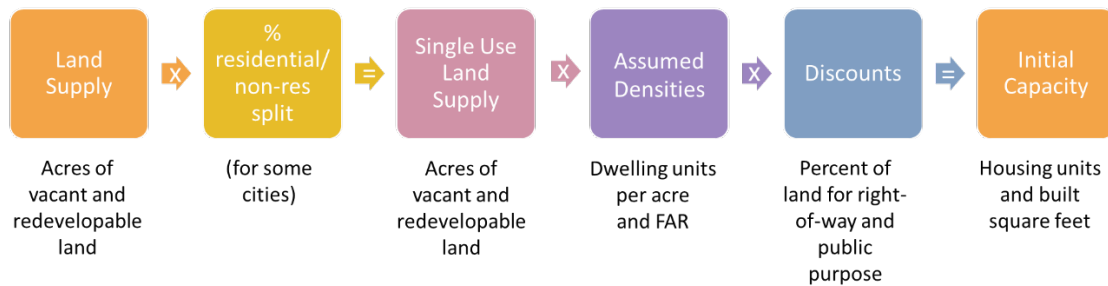 Land
Supply
x
%
residential/
non-res
split
=
Single Use
Land
Supply
x
Assumed
Densities
x
Discounts
=
Initial
Capacity
Acres of
vacant and
redevelopable
land
(for some
cities)
Acres of
vacant and
redevelopable
land
Dwelling units
per acre
and FAR
Percent of
land for right-
of-way and
public
purpose
Housing units
and built
square feet